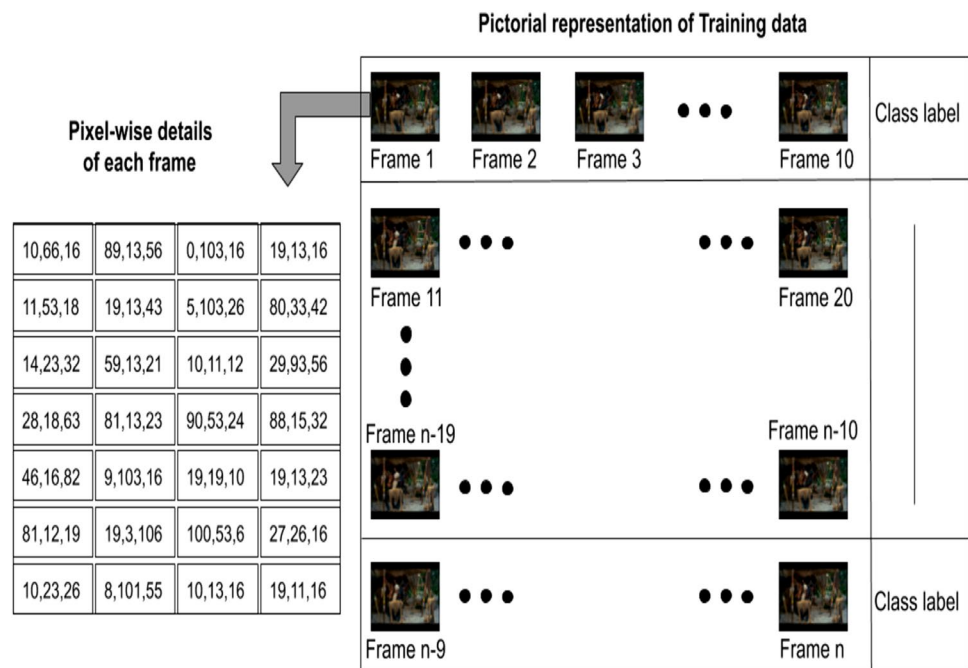 Pictorial representation of Training data
Pixel-wise details
of each frame
Frame 1
Frame 2
Frame 3
Frame 10
Class label
Frame 11
Frame 20
Frame n-19
Frame n-10
Frame n-9
Frame n
Class label
10,66,16 89,13,56 0,103,16 19,13,16
11,53,18 19,13,43 5,103,26 80,33,42
14,23,32 59,13,21 10,11,12 29,93,56
28,18,63 81,13,23 90,53,24 88,15,32
46,16,82 9,103,16 19,19,10 19,13,23
81,12,19 19,3,106 100,53,6 27,26,16
10,23,26 8,101,55 10,13,16 19,11,16